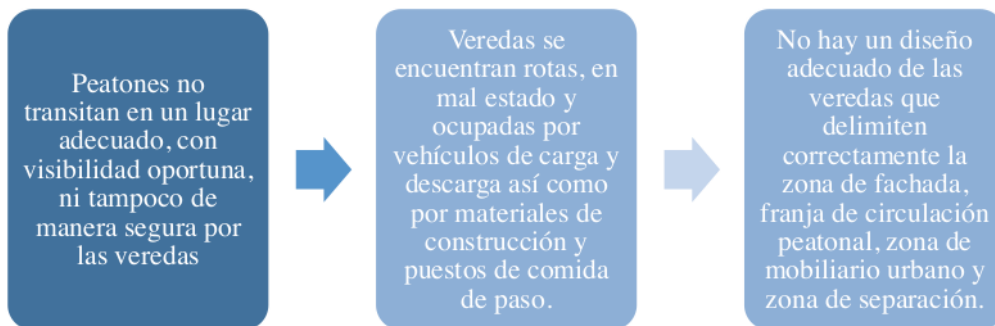 Peatones no
transitan en un lugar
adecuado, con
visibilidad oportuna,
ni tampoco de
manera segura por
las veredas
Veredas se
encuentran rotas, en
mal estado y
ocupadas por
vehículos de carga y
descarga así como
por materiales de
construcción y
puestos de comida
de paso.
No hay un diseño
adecuado de las
veredas que
delimiten
correctamente la
zona de fachada,
franja de circulación
peatonal, zona de
mobiliario urbano y
zona de separación.